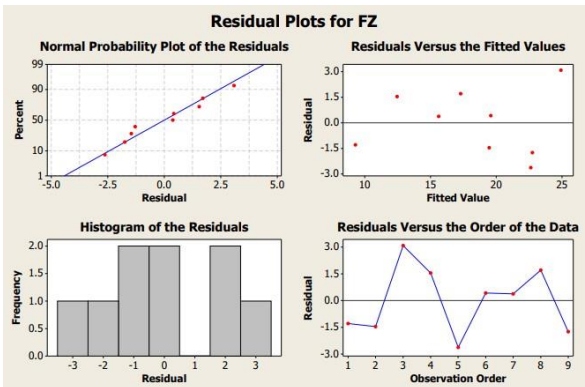 Residual Plots for FZ
Normal Probability Plot of the Residuals
99
90
50
10
1
Percent
-5.0 -2.5 0.0 2.5 5.0
Residual
Residuals Versus the Fitted Values
3.0
1.5
0.0
-1.5
-3.0
Residual
10 15 20 25
Fitted Value
Histogram of the Residuals
2.0
1.5
1.0
0.5
0.0
Frequency
-3 -2 -1 0 1 2 3
Residual
Residuals Versus the Order of the Data
3.0
1.5
0.0
-1.5
-3.0
Residual
1 2 3 4 5 6 7 8 9
Observation Order